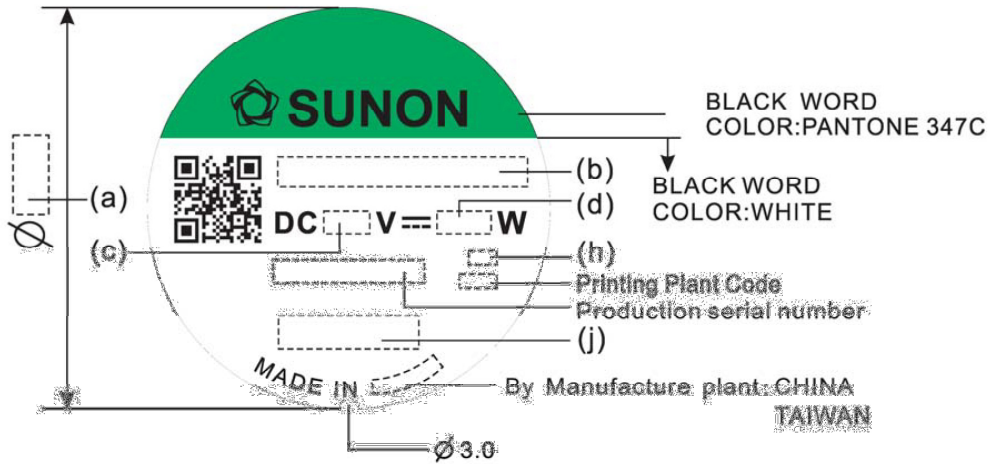 SUNON
BLACK WORD
COLOR:PANTONE 347C
(b)
BLACK WORD
COLOR:WHITE
(a)
(d)
DC V W
Ø
(c)
(h)
Printing Plant Code
Production serial number
(j)
MADE IN
By Manufacture plant: CHINA
TAIWAN
Ø 3.0